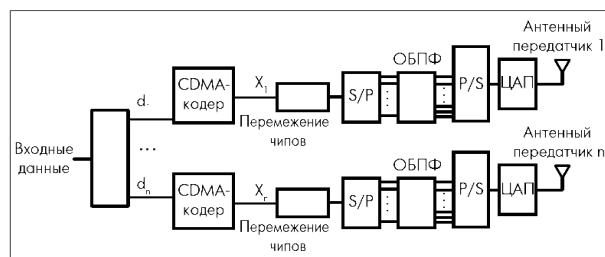 Антенный
передатчик 1
ОБПФ
CDMA-
кодер
d.
X₁
S/P
P/S
ЦАП
Перемежение
чипов
Входные
данные
...
Антенный
передатчик n
ОБПФ
dₙ
CDMA-
кодер
Xᵣ
S/P
P/S
ЦАП
Перемежение
чипов